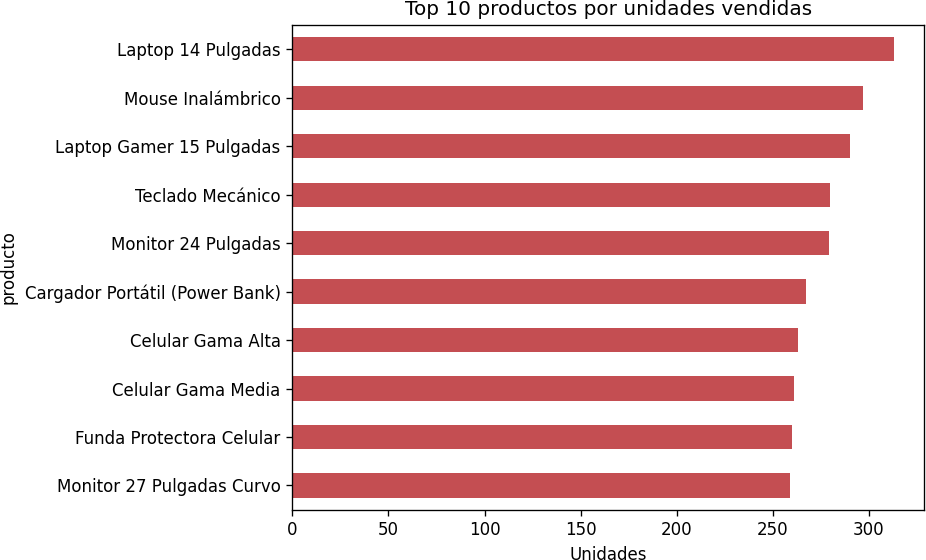 Top 10 productos por unidades vendidas
producto
Laptop 14 Pulgadas
Mouse Inalámbrico
Laptop Gamer 15 Pulgadas
Teclado Mecánico
Monitor 24 Pulgadas
Cargador Portátil (Power Bank)
Celular Gama Alta
Celular Gama Media
Funda Protectora Celular
Monitor 27 Pulgadas Curvo
0 50 100 150 200 250 300
Unidades